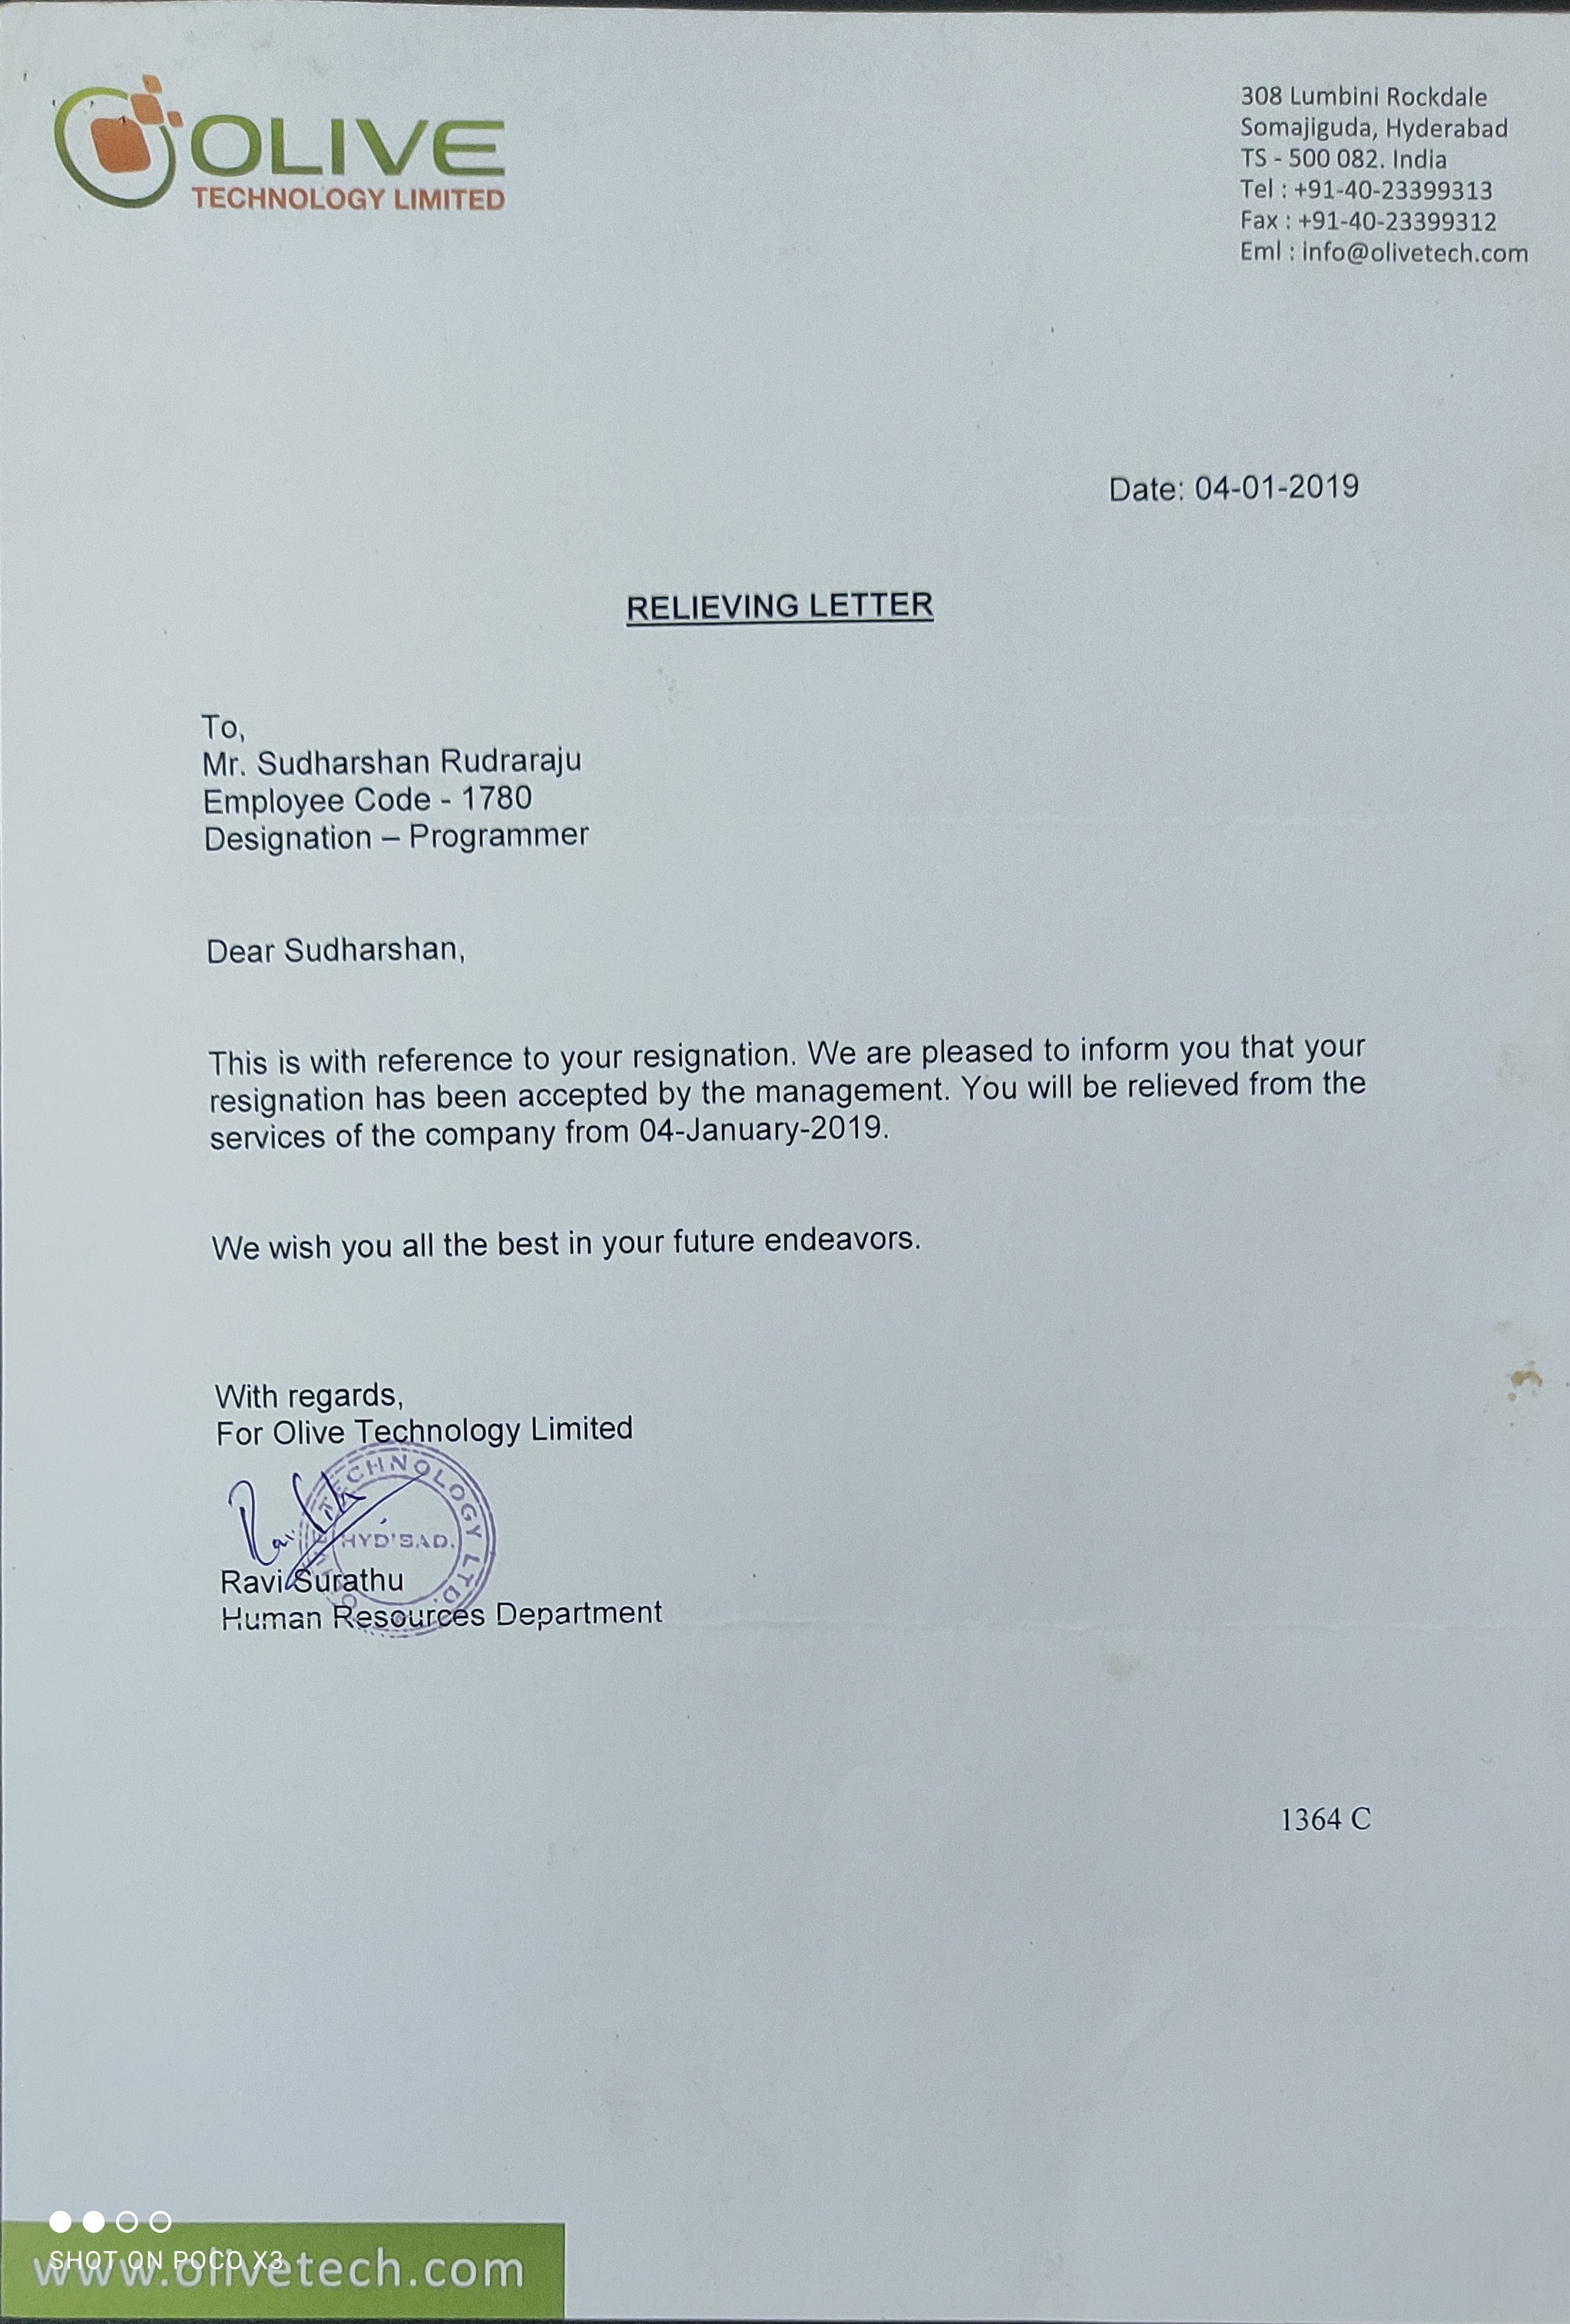 OLIVE
TECHNOLOGY LIMITED
308 Lumbini Rockdale
Somajiguda, Hyderabad
TS - 500 082. India
Tel : +91-40-23399313
Fax : +91-40-23399312
Eml : info@olivetech.com
Date: 04-01-2019
RELIEVING LETTER
To,
Mr. Sudharshan Rudraraju
Employee Code - 1780
Designation – Programmer
Dear Sudharshan,
This is with reference to your resignation. We are pleased to inform you that your
resignation has been accepted by the management. You will be relieved from the
services of the company from 04-January-2019.
We wish you all the best in your future endeavors.
With regards,
For Olive Technology Limited
TECHNOLOGY LTD.
HYD'BAD.
Ravi Surathu
Human Resources Department
1364 C
SHOT ON POCO X3
www.olivetech.com